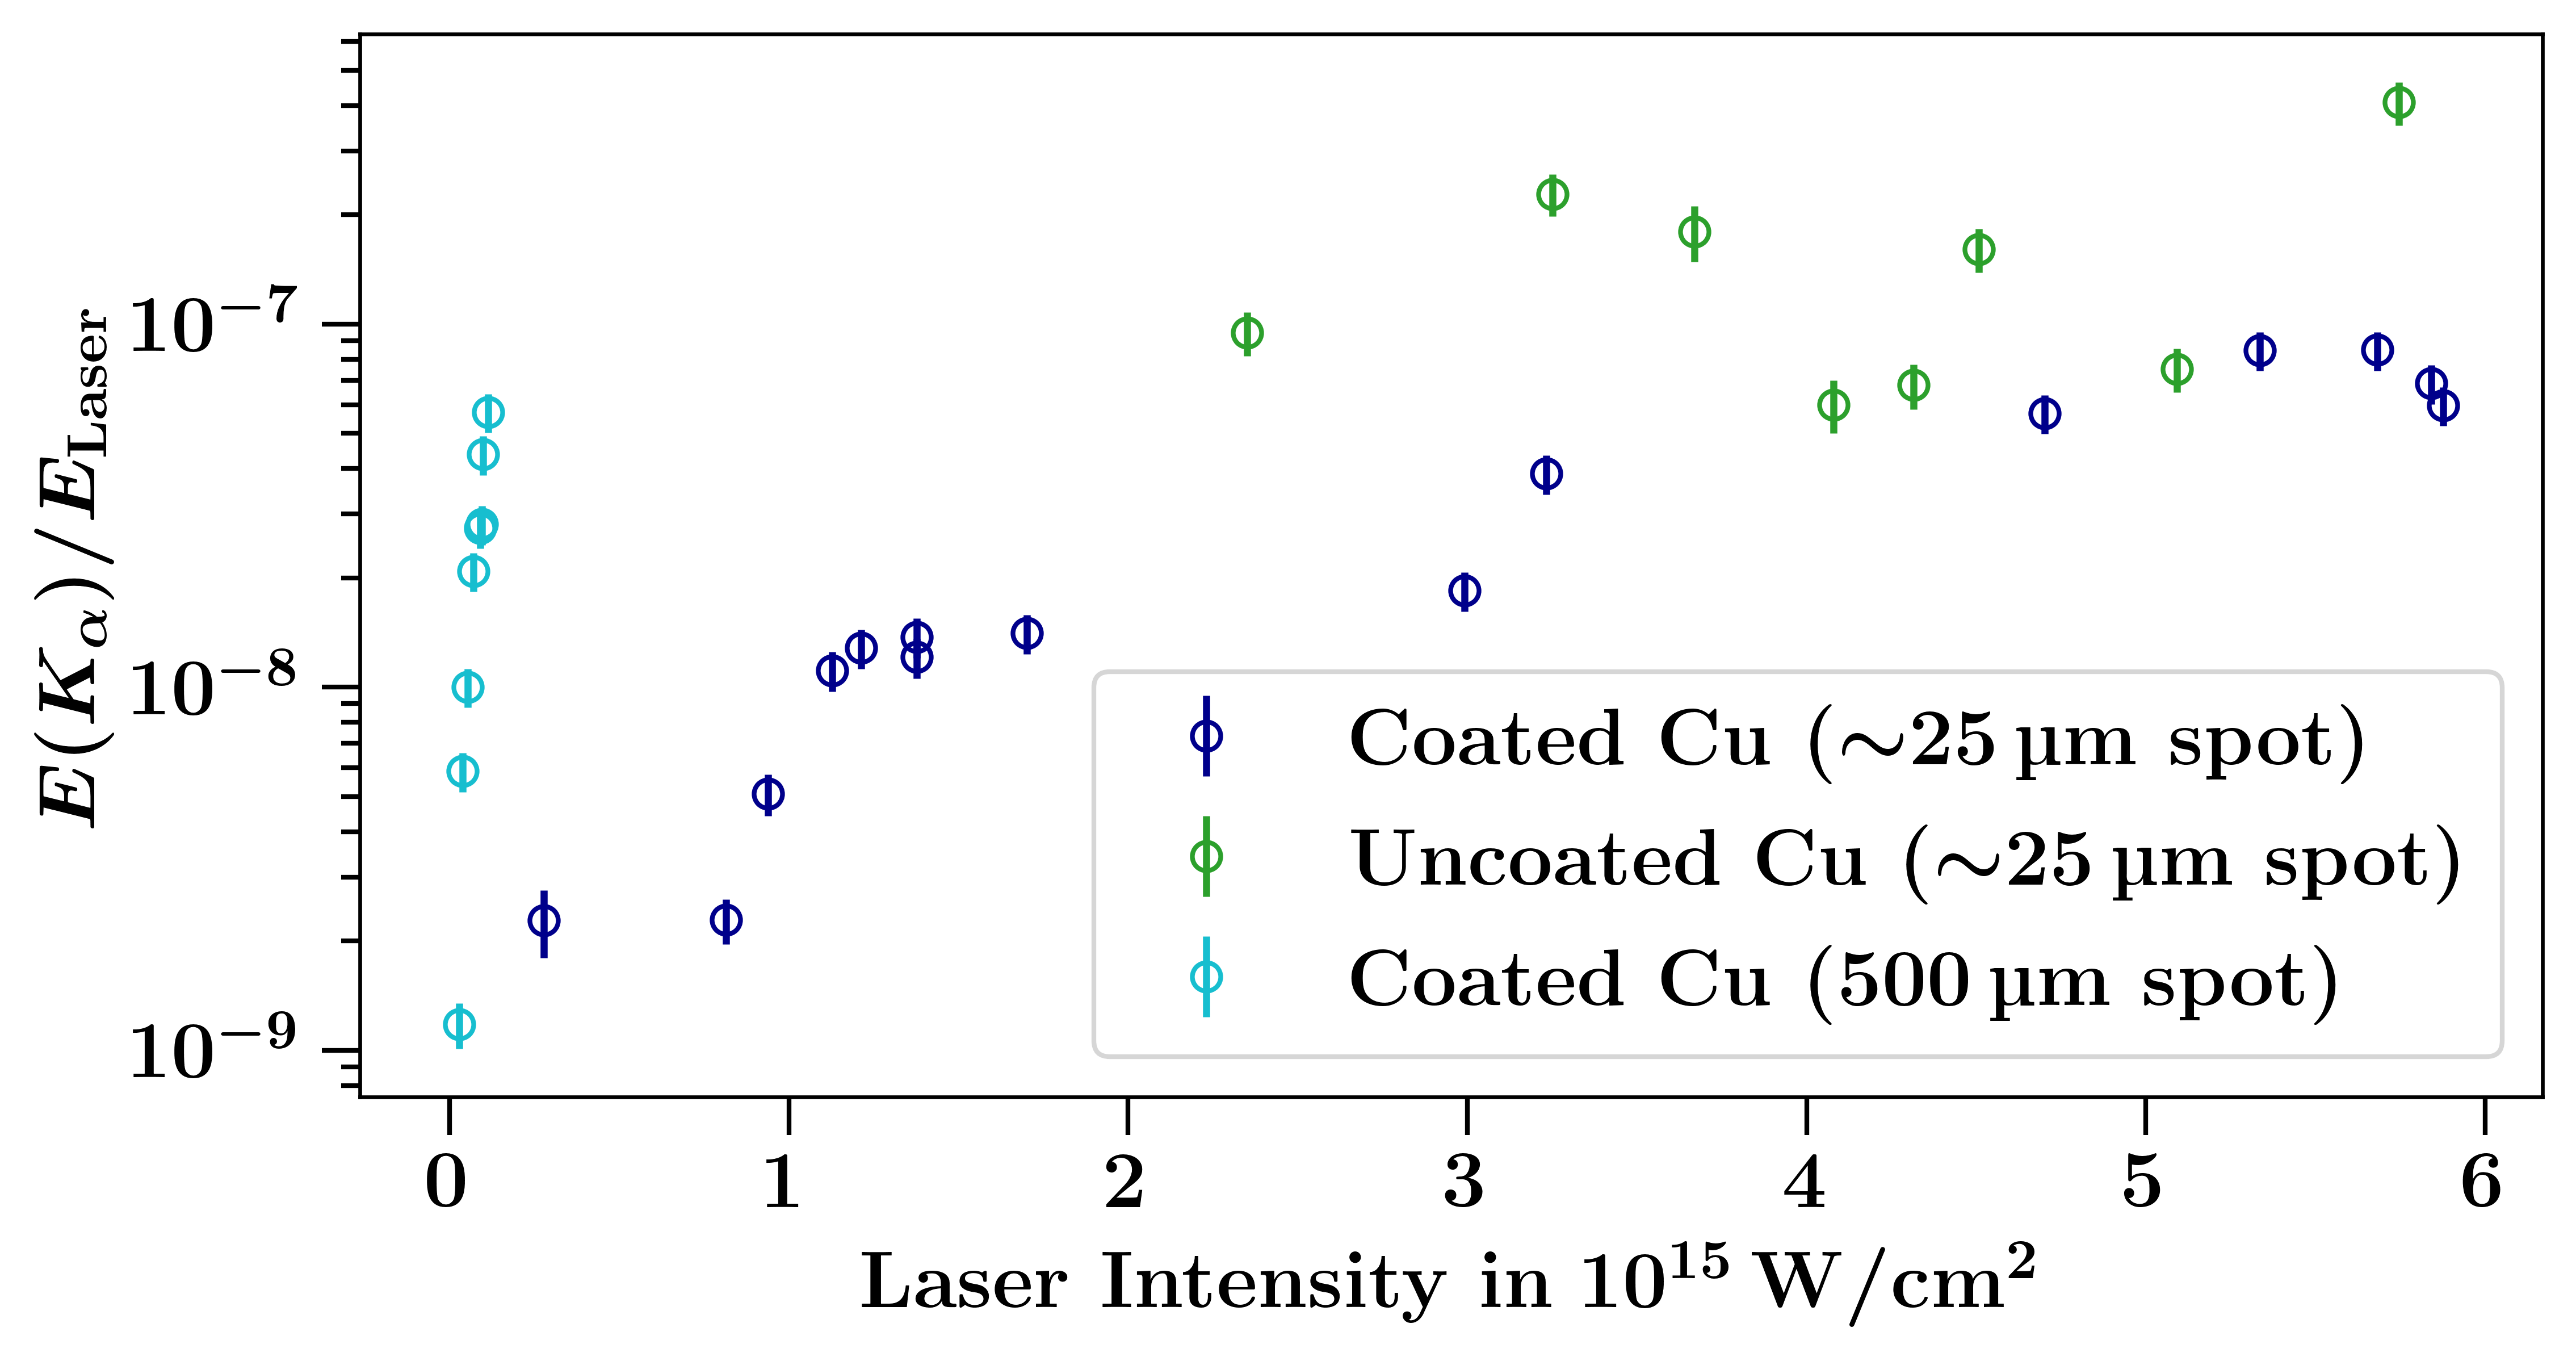 E(Kα)/E_Laser
10⁻⁷
10⁻⁸
10⁻⁹
Coated Cu (~25 µm spot)
Uncoated Cu (~25 µm spot)
Coated Cu (500 µm spot)
0 1 2 3 4 5 6
Laser Intensity in 10¹⁵ W/cm²